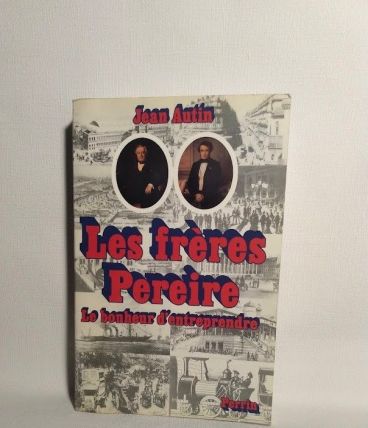 Jean Autin
Les frères
Pereire
Le bonheur d'entreprendre
Perrin